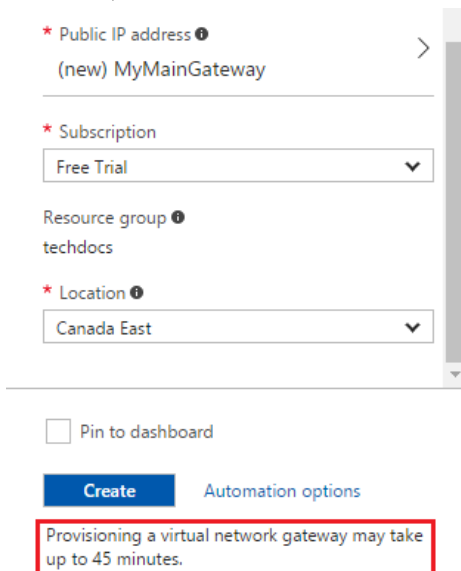 * Public IP address
(new) MyMainGateway
* Subscription
Free Trial
Resource group
techdocs
* Location
Canada East
Pin to dashboard
Create Automation options
Provisioning a virtual network gateway may take
up to 45 minutes.